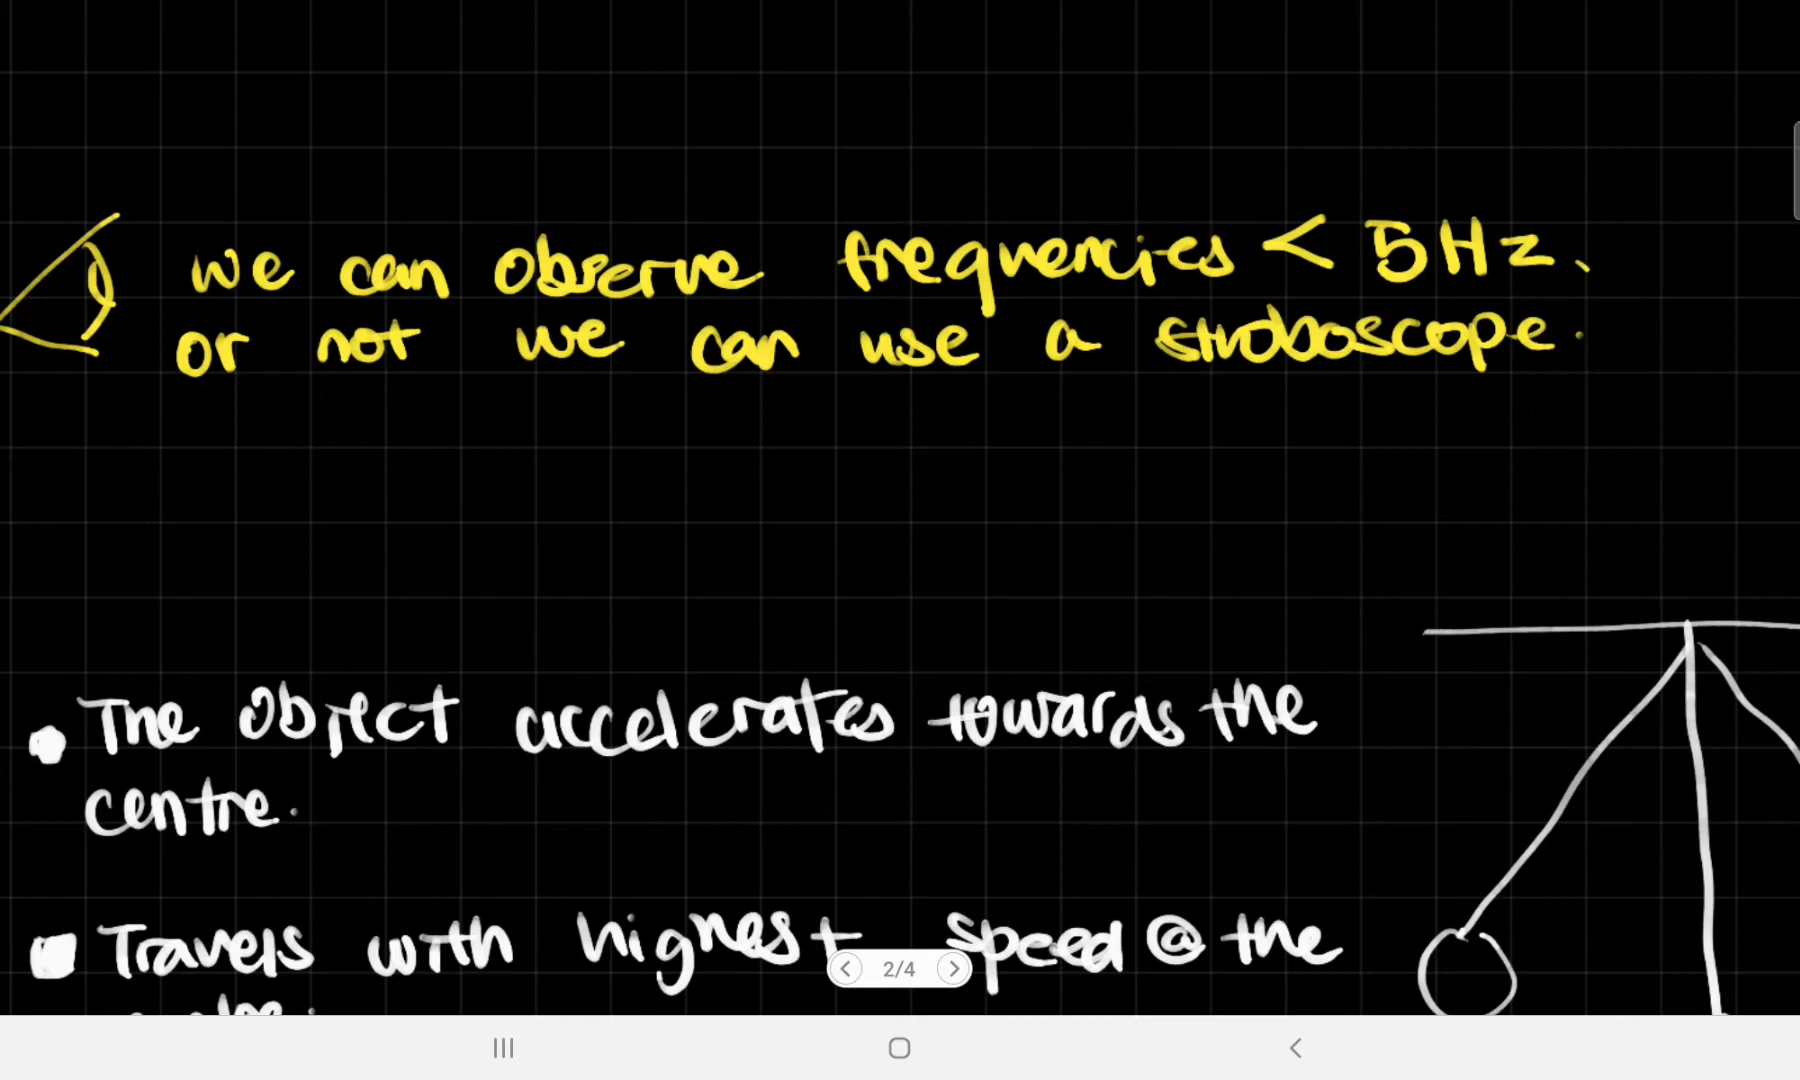 we can observe frequencies < 5Hz.
or not we can use a stroboscope.
• The object accelerates towards the
centre.
• Travels with highest speed @ the
2/4